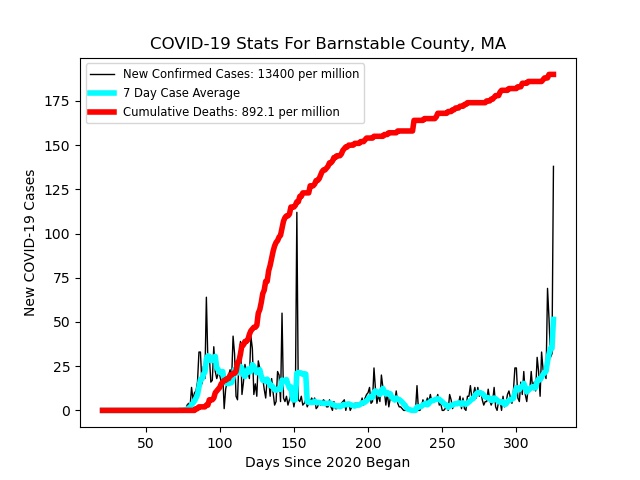 COVID-19 Stats For Barnstable County, MA
New Confirmed Cases: 13400 per million
7 Day Case Average
Cumulative Deaths: 892.1 per million
New COVID-19 Cases
175
150
125
100
75
50
25
0
50
100
150
200
250
300
Days Since 2020 Began